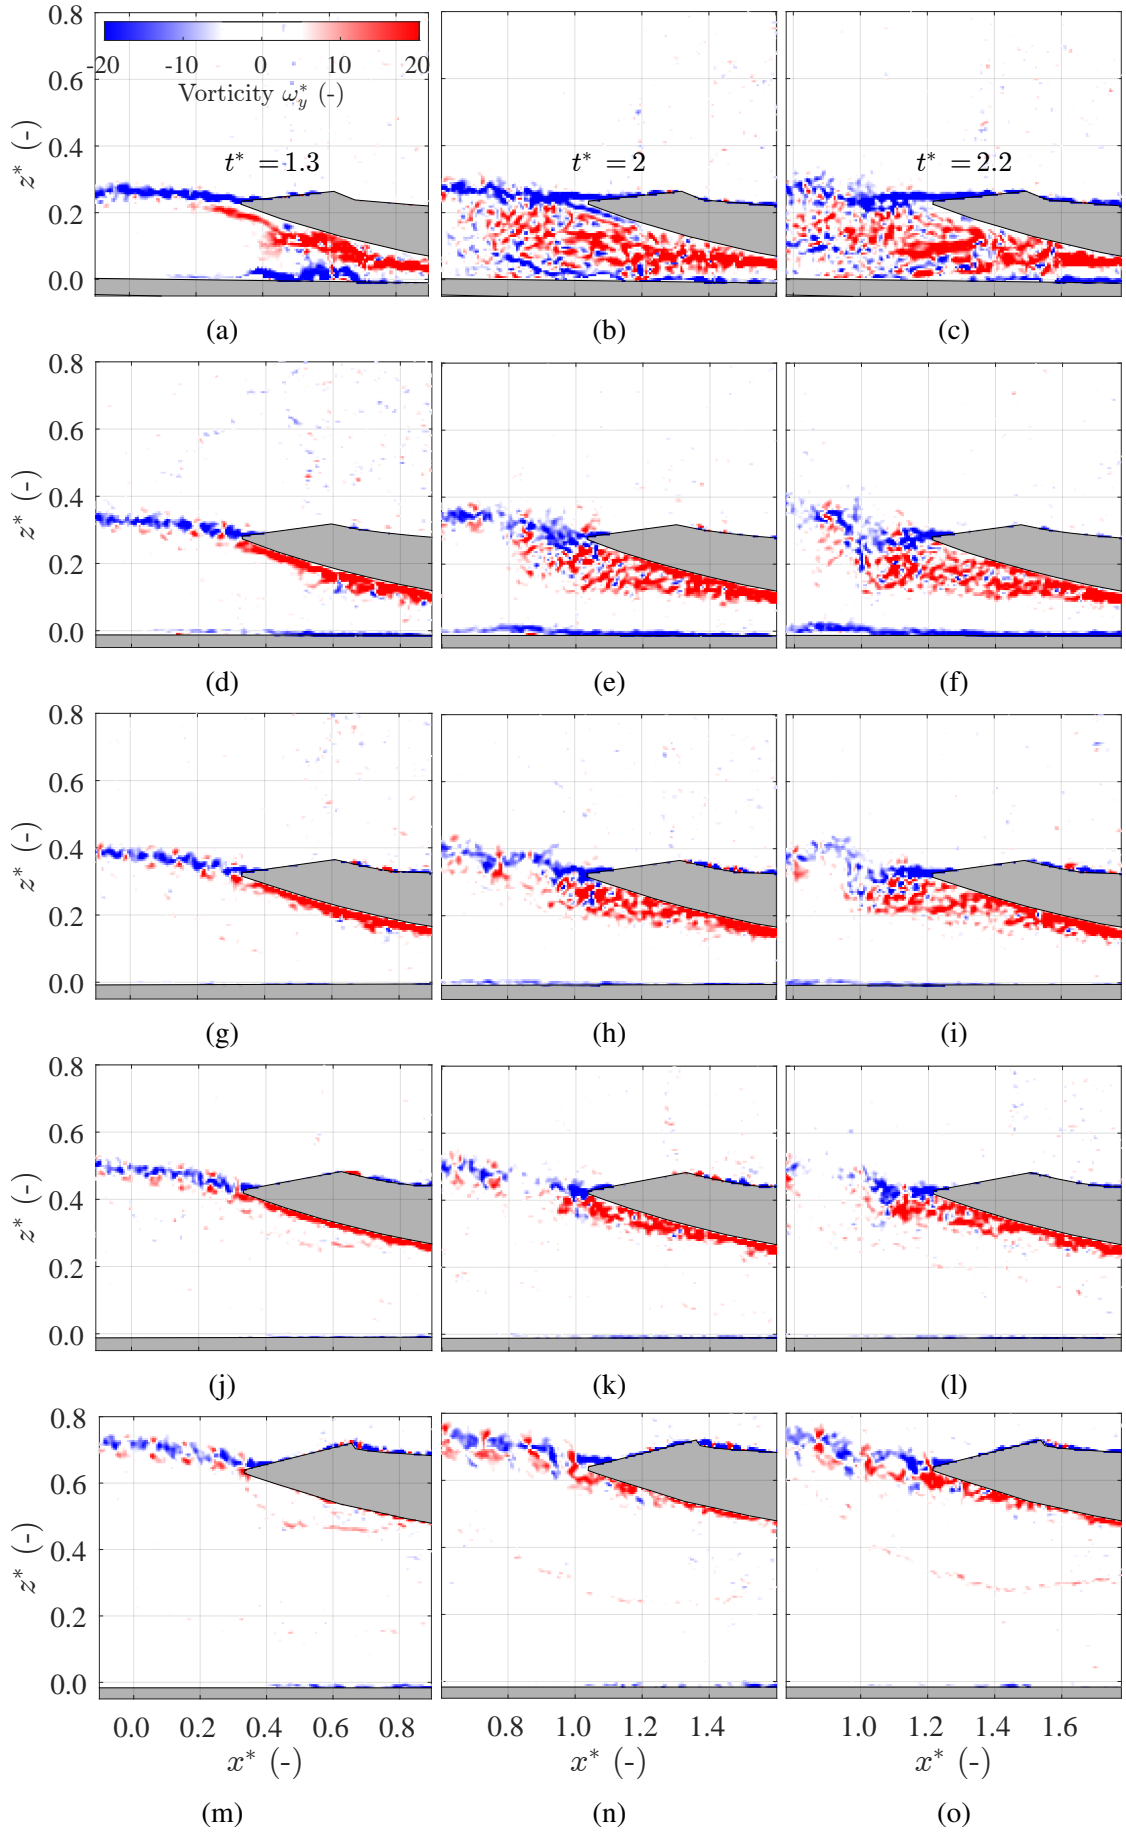 0.8
-20 -10 0 10 20
Vorticity ω*y (-)
0.6
z* (-)
0.4
t* = 1.3
t* = 2
t* = 2.2
0.2
0.0
(a) (b) (c)
0.8
0.6
z* (-)
0.4
0.2
0.0
(d) (e) (f)
0.8
0.6
z* (-)
0.4
0.2
0.0
(g) (h) (i)
0.8
0.6
z* (-)
0.4
0.2
0.0
(j) (k) (l)
0.8
0.6
z* (-)
0.4
0.2
0.0
0.0 0.2 0.4 0.6 0.8 0.8 1.0 1.2 1.4 1.0 1.2 1.4 1.6
x* (-) x* (-) x* (-)
(m) (n) (o)